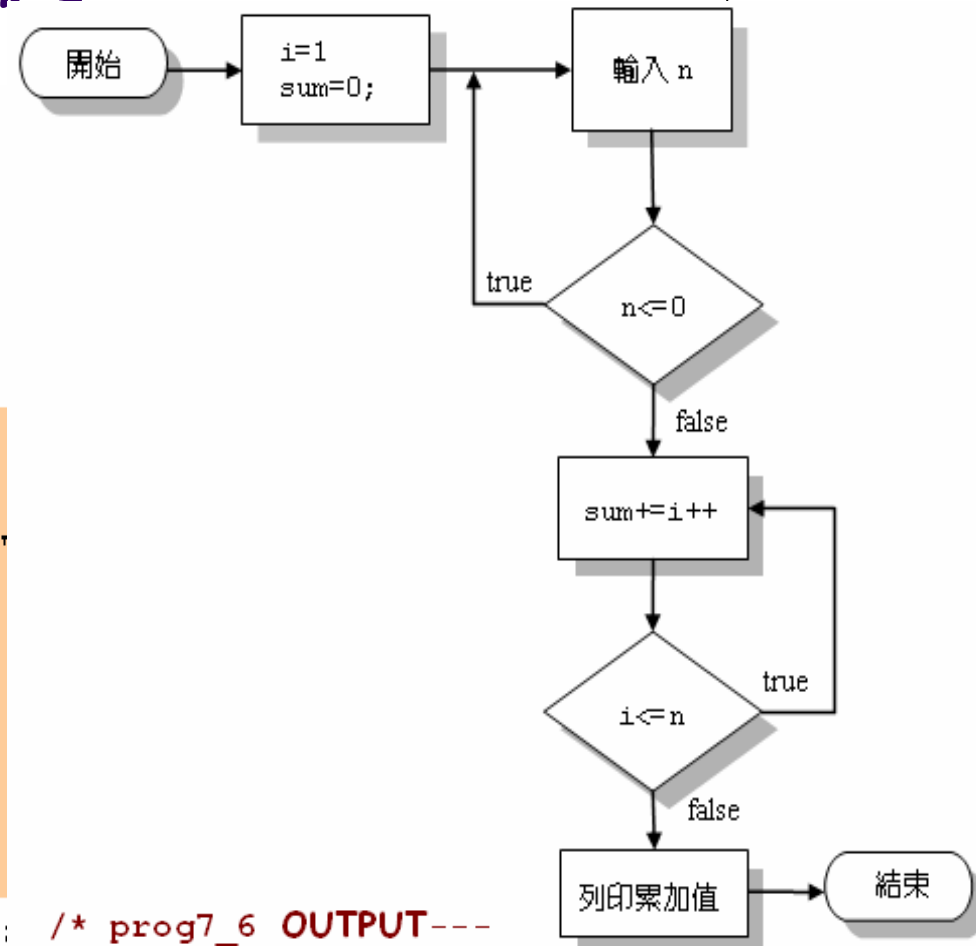 開始
i=1
sum=0;
輸入 n
n<=0
true
false
sum+=i++
i<=n
true
false
列印累加值
結束
/* prog7_6 OUTPUT---